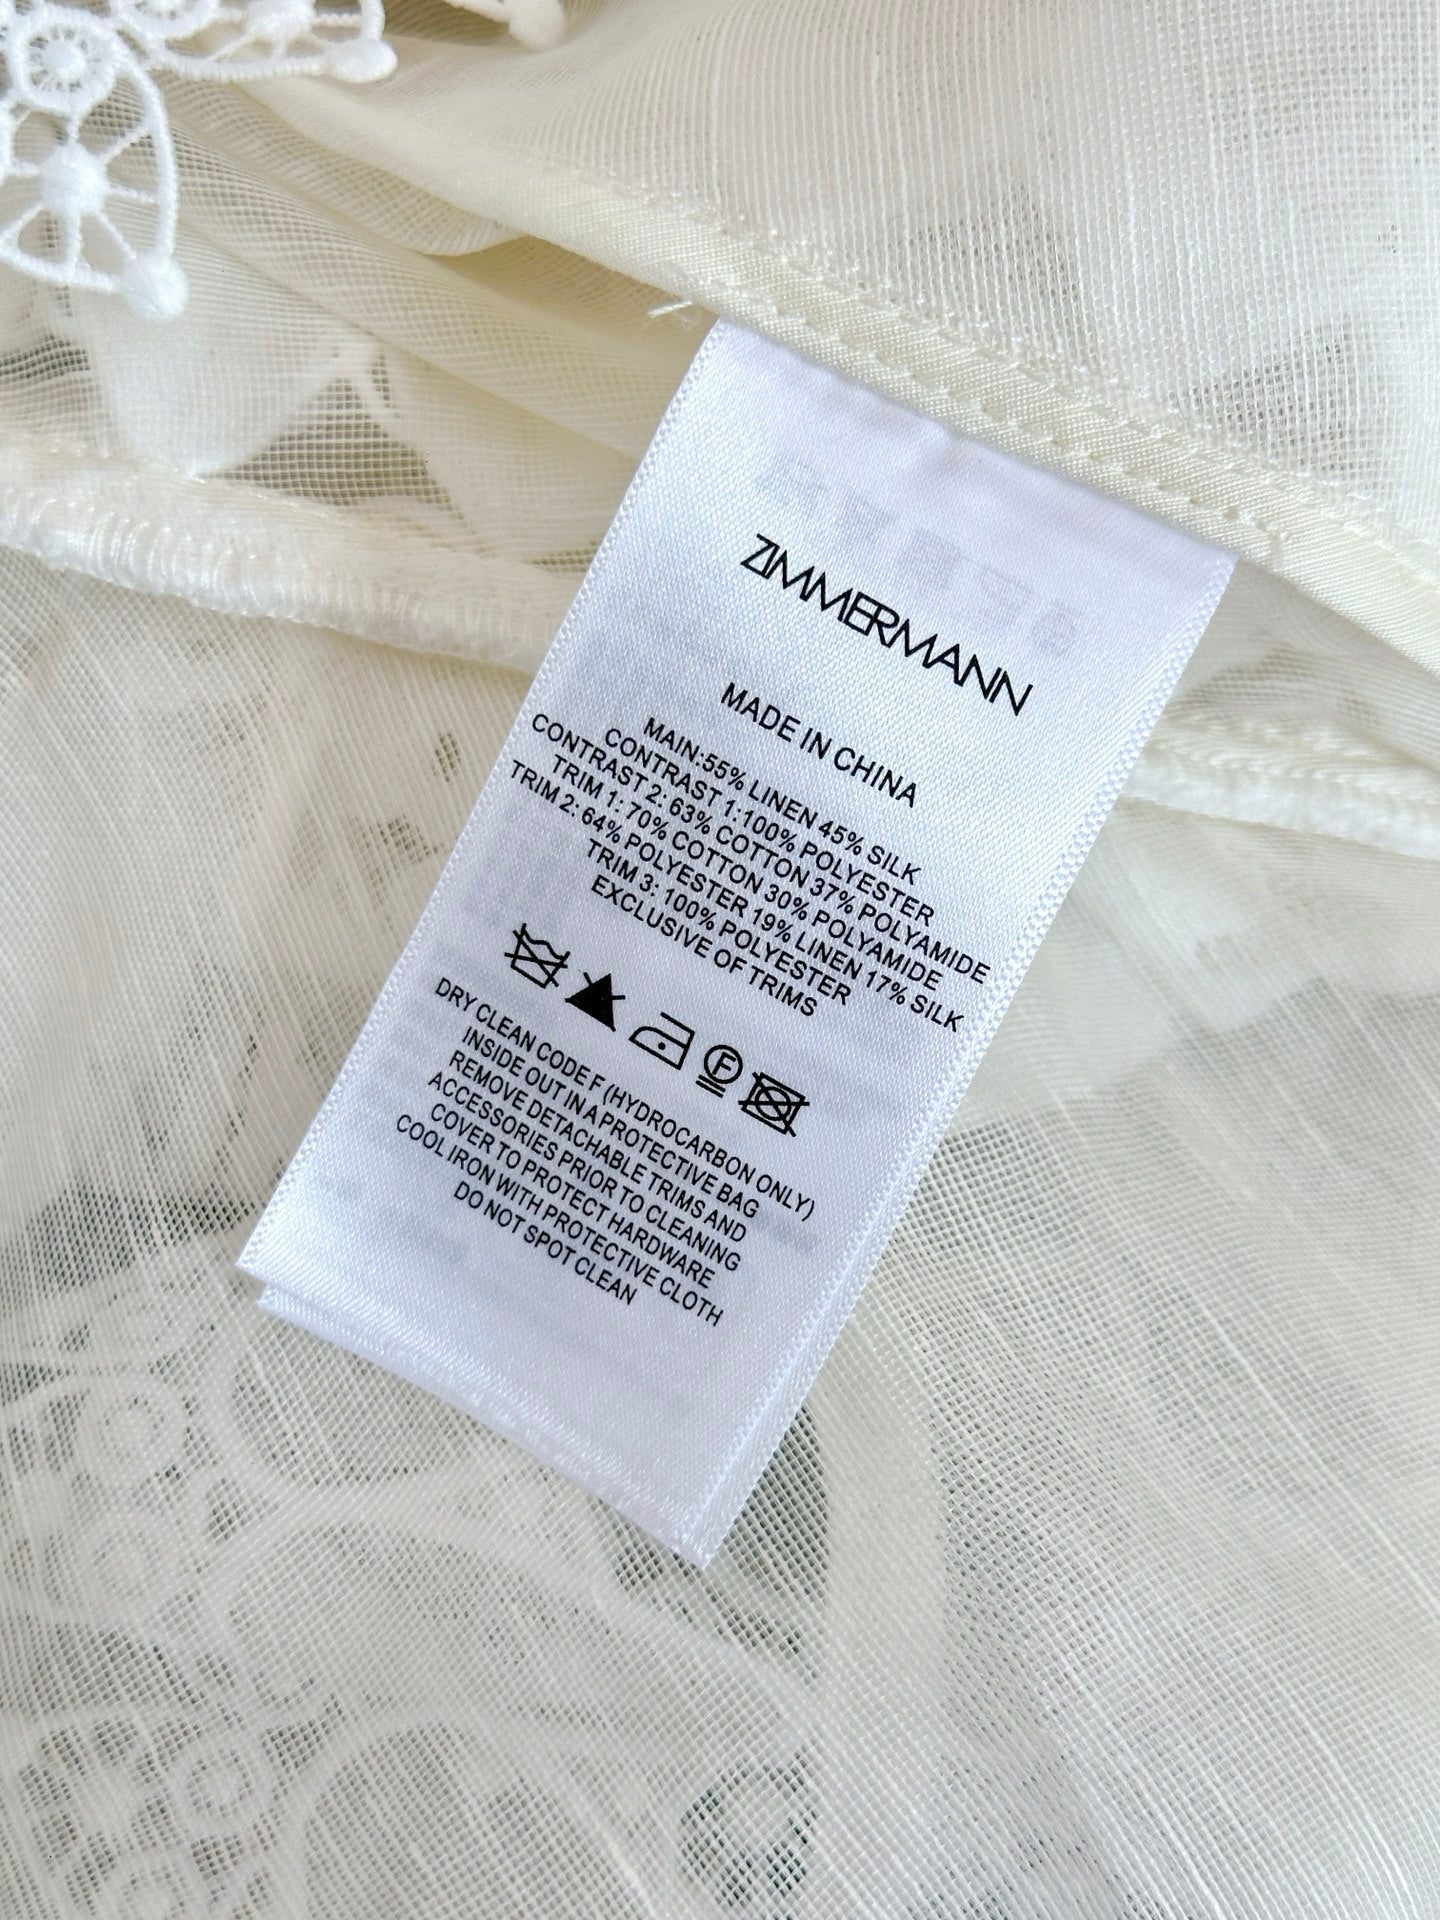 ZIMMERMANN
MADE IN CHINA
MAIN:55% LINEN 45% SILK
CONTRAST 1:100% POLYESTER
CONTRAST 2: 63% COTTON 37% POLYAMIDE
TRIM 1: 70% COTTON 30% POLYAMIDE
TRIM 2: 64% POLYESTER 19% LINEN 17% SILK
TRIM 3: 100% POLYESTER
EXCLUSIVE OF TRIMS
F
DRY CLEAN CODE F (HYDROCARBON ONLY)
INSIDE OUT IN A PROTECTIVE BAG
REMOVE DETACHABLE TRIMS AND
ACCESSORIES PRIOR TO CLEANING
COVER TO PROTECT HARDWARE
COOL IRON WITH PROTECTIVE CLOTH
DO NOT SPOT CLEAN